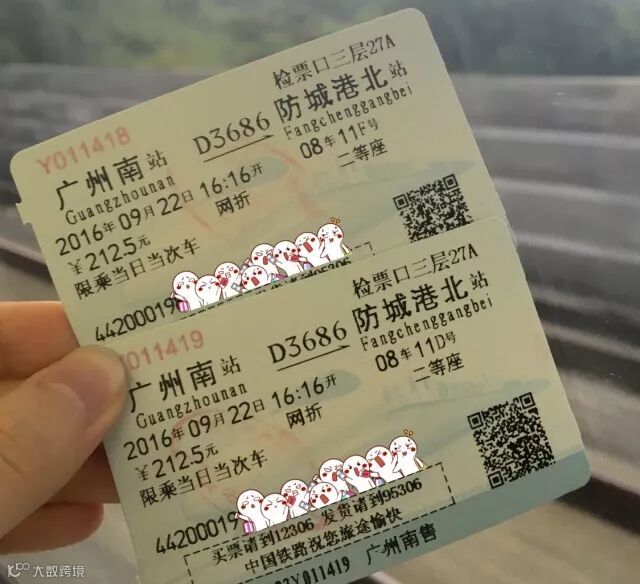 Y011418
检票口三层27A
广州南站
D3686
防城港北站
Guangzhounan
Fangchenggangbei
2016年09月22日 16:16开
08车11F号
￥212.5元
网折
二等座
限乘当日当次车
44200019
95306
Y011419
检票口三层27A
广州南站
D3686
防城港北站
Guangzhounan
Fangchenggangbei
2016年09月22日 16:16开
08车11D号
￥212.5元
网折
二等座
限乘当日当次车
44200019
买票请到12306 发货请到95306
中国铁路祝您旅途愉快
Y011419 广州南售
大数跨境